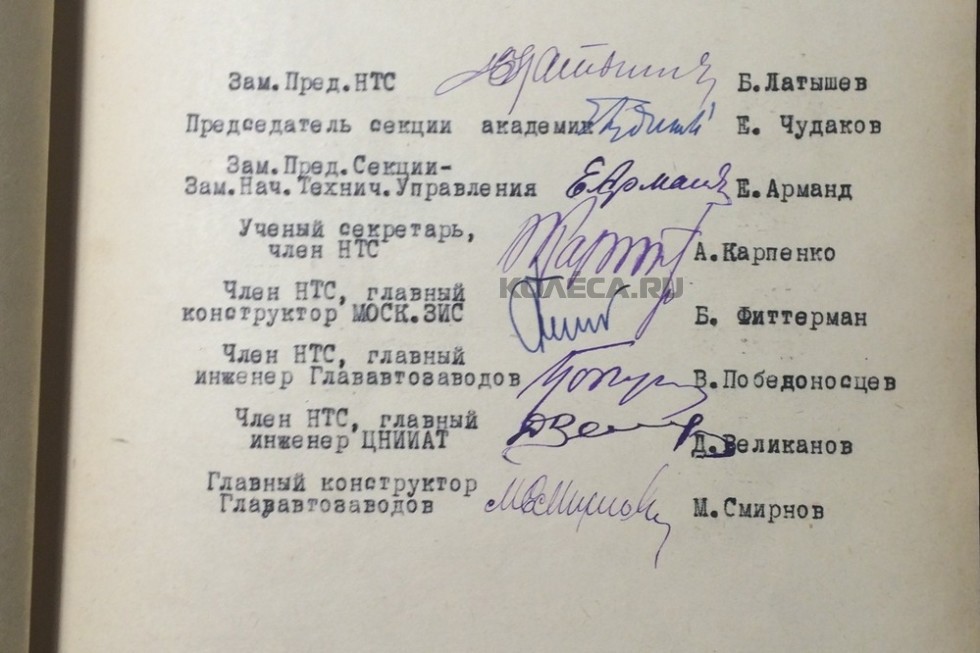 Зам.Пред.НТС Б.Латышев
Председатель секции академик Е. Чудаков
Зам.Пред.Секции-
Зам.Нач.Технич.Управления ЕАрманд Е.Арманд
Ученый секретарь,
член НТС А.Карпенко
КОЛЕСА.RU
Член НТС, главный
конструктор МОСК.ЗИС Б. Фиттерман
Член НТС, главный
инженер Глававтозаводов В.Победоносцев
Член НТС, главный
инженер ЦНИИАТ Д.Великанов
Главный конструктор
Глававтозаводов М.Смирнов